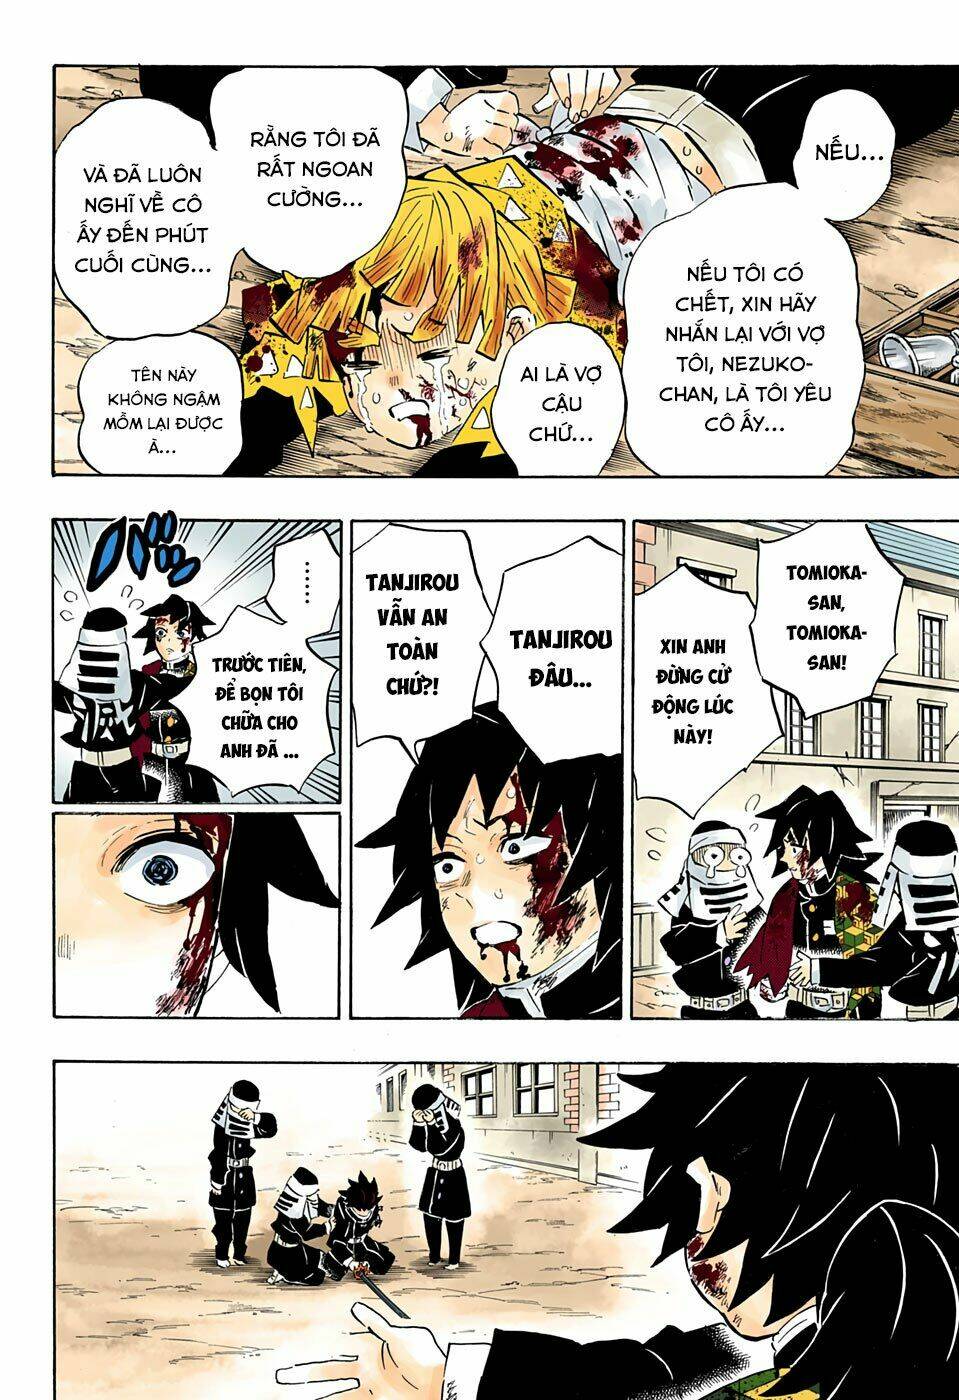 NẾU...
NẾU TÔI CÓ
CHẾT, XIN HÃY
NHẮN LẠI VỚI VỢ
TÔI, NEZUKO-
CHAN, LÀ TÔI YÊU
CÔ ẤY...
AI LÀ VỢ
CẬU
CHỨ...
RẰNG TÔI ĐÃ
RẤT NGOAN
CƯỜNG...
VÀ ĐÃ LUÔN
NGHĨ VỀ CÔ
ẤY ĐẾN PHÚT
CUỐI CÙNG...
TÊN NÀY
KHÔNG NGẬM
MỒM LẠI ĐƯỢC
À...
TOMIOKA-
SAN,
TOMIOKA-
SAN!
XIN ANH
ĐỪNG CỬ
ĐỘNG LÚC
NÀY!
TANJIROU
ĐÂU...
TANJIROU
VẪN AN
TOÀN
CHỨ?!
......
TRƯỚC TIÊN,
ĐỂ BỌN TÔI
CHỮA CHO
ANH ĐÃ ...
バッ
滅